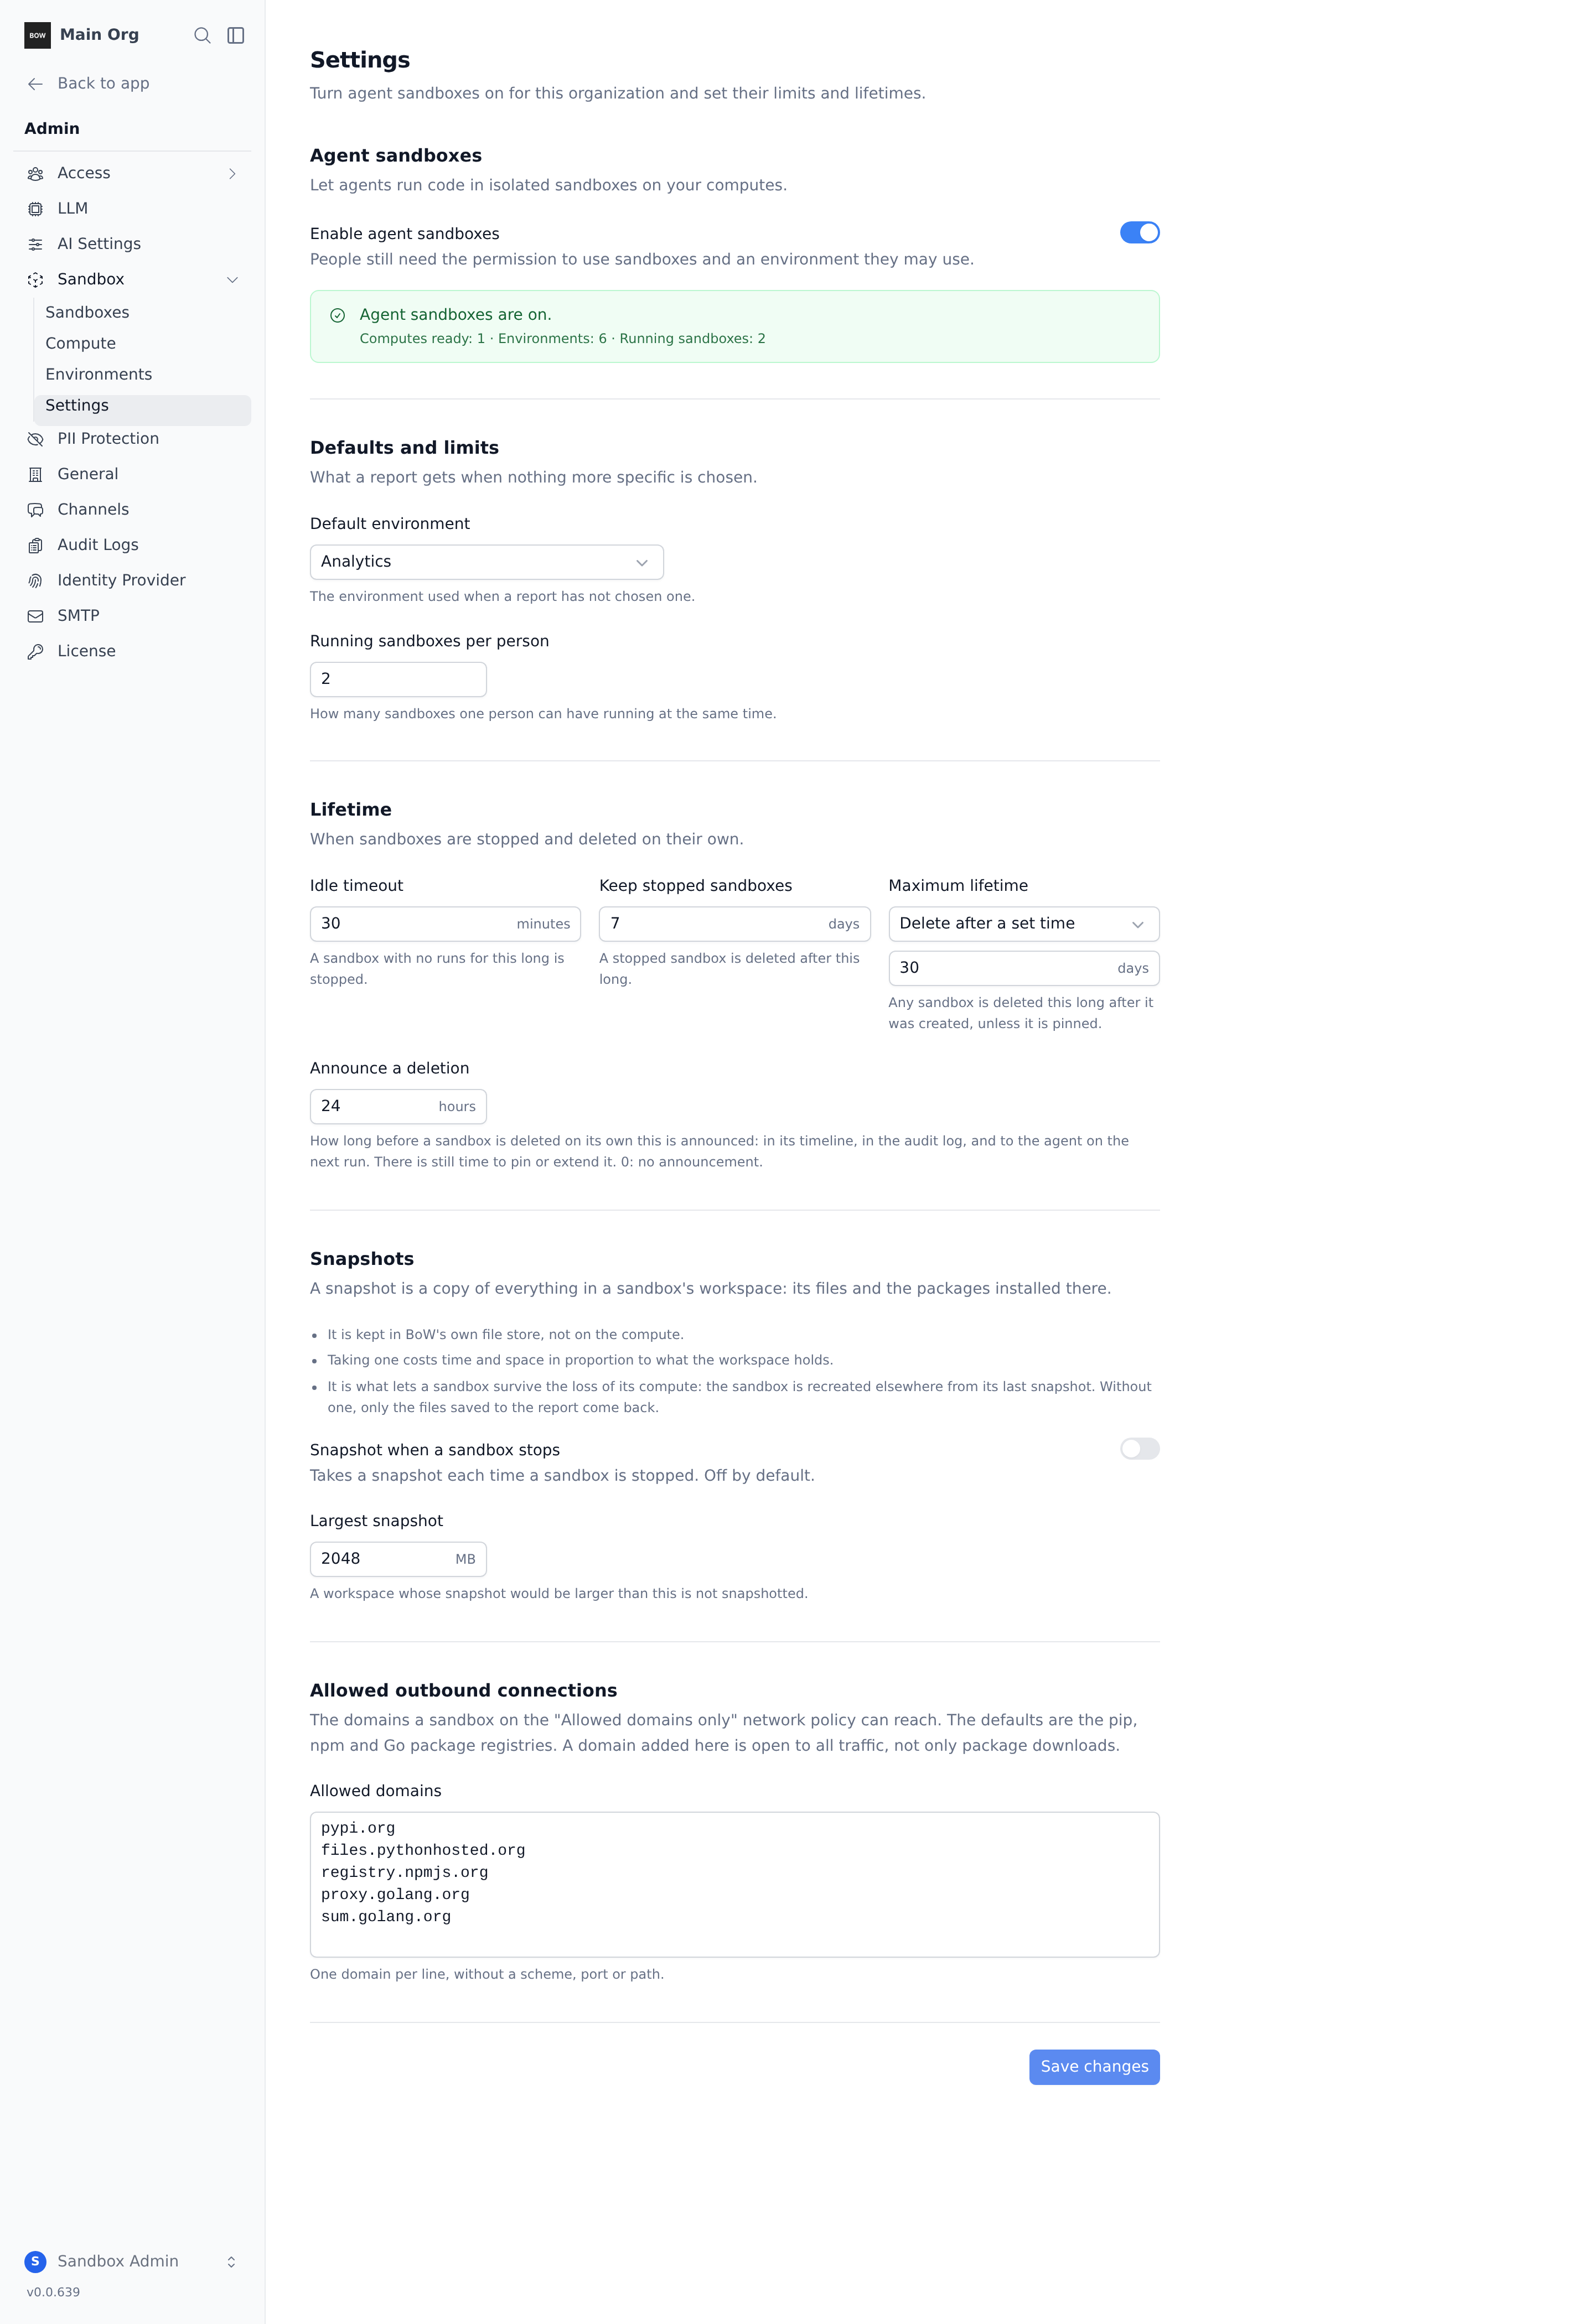 BOW Main Org
Back to app
Admin
Access
LLM
AI Settings
Sandbox
Sandboxes
Compute
Environments
Settings
PII Protection
General
Channels
Audit Logs
Identity Provider
SMTP
License
S Sandbox Admin
v0.0.639
Settings
Turn agent sandboxes on for this organization and set their limits and lifetimes.
Agent sandboxes
Let agents run code in isolated sandboxes on your computes.
Enable agent sandboxes
People still need the permission to use sandboxes and an environment they may use.
Agent sandboxes are on.
Computes ready: 1 · Environments: 6 · Running sandboxes: 2
Defaults and limits
What a report gets when nothing more specific is chosen.
Default environment
Analytics
The environment used when a report has not chosen one.
Running sandboxes per person
2
How many sandboxes one person can have running at the same time.
Lifetime
When sandboxes are stopped and deleted on their own.
Idle timeout
30 minutes
A sandbox with no runs for this long is
stopped.
Keep stopped sandboxes
7 days
A stopped sandbox is deleted after this
long.
Maximum lifetime
Delete after a set time
30 days
Any sandbox is deleted this long after it
was created, unless it is pinned.
Announce a deletion
24 hours
How long before a sandbox is deleted on its own this is announced: in its timeline, in the audit log, and to the agent on the
next run. There is still time to pin or extend it. 0: no announcement.
Snapshots
A snapshot is a copy of everything in a sandbox's workspace: its files and the packages installed there.
• It is kept in BoW's own file store, not on the compute.
• Taking one costs time and space in proportion to what the workspace holds.
• It is what lets a sandbox survive the loss of its compute: the sandbox is recreated elsewhere from its last snapshot. Without
one, only the files saved to the report come back.
Snapshot when a sandbox stops
Takes a snapshot each time a sandbox is stopped. Off by default.
Largest snapshot
2048 MB
A workspace whose snapshot would be larger than this is not snapshotted.
Allowed outbound connections
The domains a sandbox on the "Allowed domains only" network policy can reach. The defaults are the pip,
npm and Go package registries. A domain added here is open to all traffic, not only package downloads.
Allowed domains
pypi.org
files.pythonhosted.org
registry.npmjs.org
proxy.golang.org
sum.golang.org
One domain per line, without a scheme, port or path.
Save changes